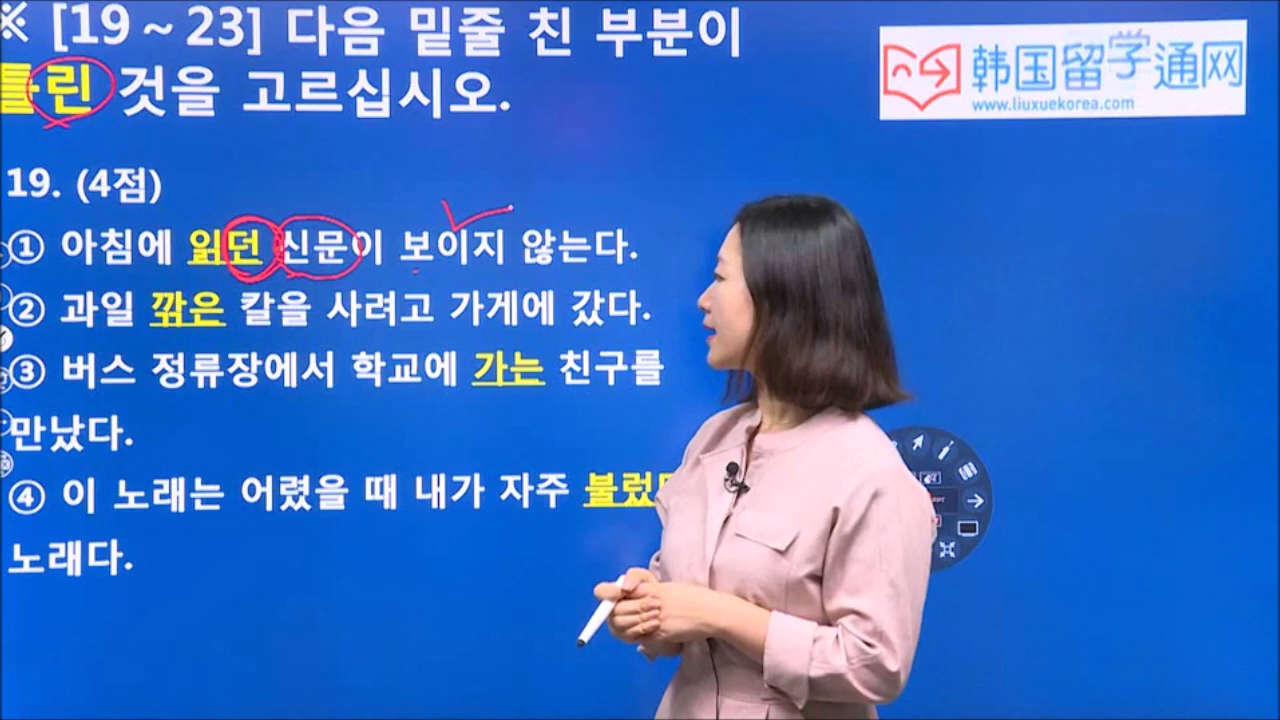 ※ [19 ~ 23] 다음 밑줄 친 부분이
틀린 것을 고르십시오.
韩国留学通网
www.liuxuekorea.com
19. (4점)
① 아침에 읽던 신문이 보이지 않는다.
② 과일 깎은 칼을 사려고 가게에 갔다.
③ 버스 정류장에서 학교에 가는 친구를
만났다.
④ 이 노래는 어렸을 때 내가 자주 불렀
노래다.